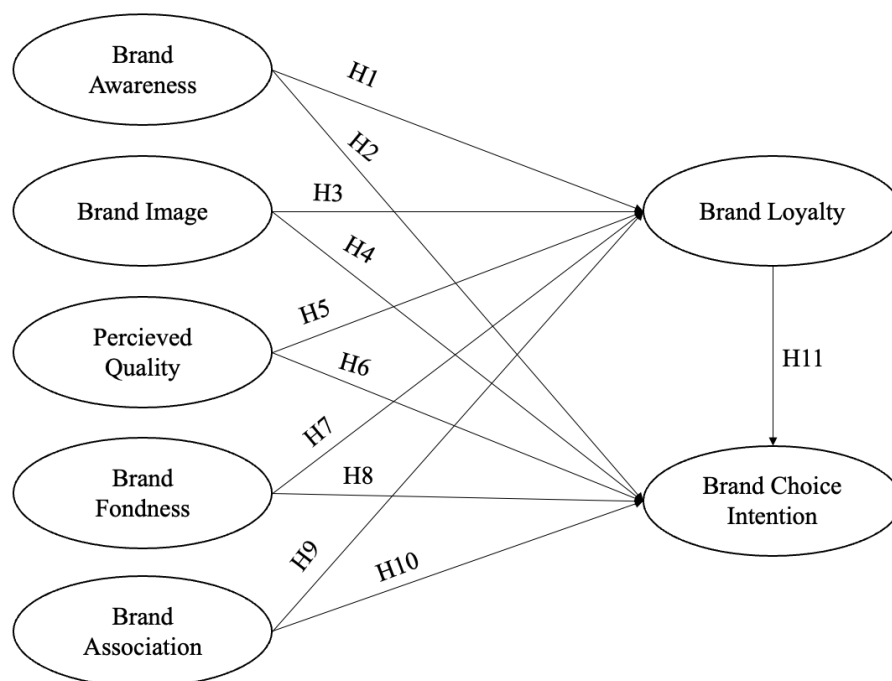 Brand
Awareness
H1
H2
Brand Image
H3
Brand Loyalty
H4
Percieved
Quality
H5
H6
H11
Brand
Fondness
H7
H8
Brand Choice
Intention
Brand
Association
H9
H10